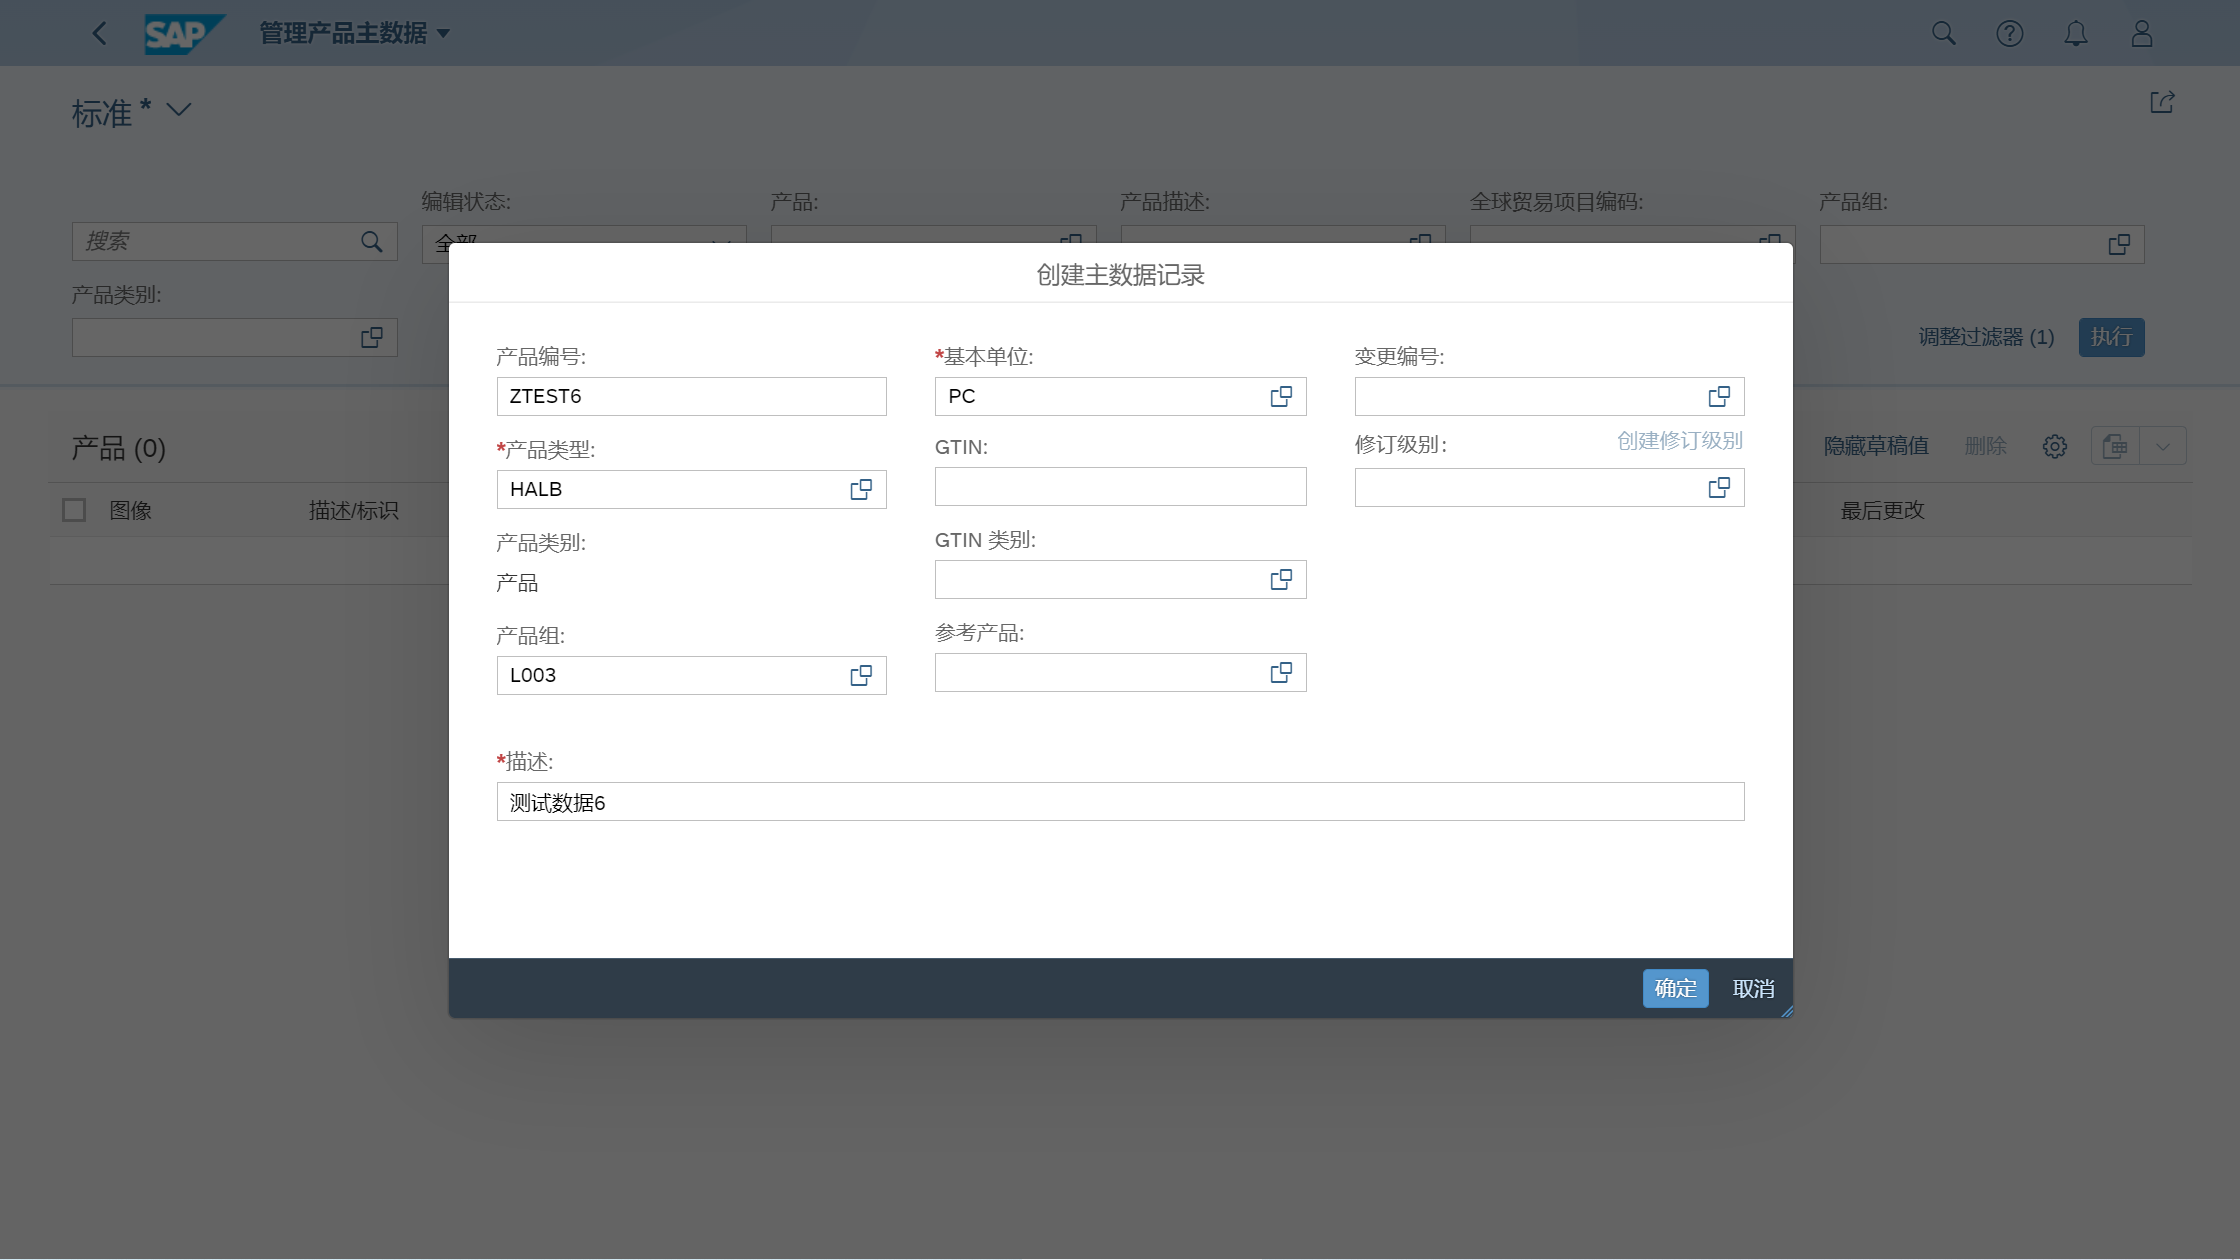 SAP 管理产品主数据
标准 *
编辑状态: 产品: 产品描述: 全球贸易项目编码: 产品组:
搜索 全部
产品类别:
调整过滤器 (1) 执行
产品 (0) 隐藏草稿值 删除
图像 描述/标识 最后更改
创建主数据记录
产品编号: *基本单位: 变更编号:
ZTEST6 PC
*产品类型: GTIN: 修订级别: 创建修订级别
HALB
产品类别: GTIN 类别:
产品
产品组: 参考产品:
L003
*描述:
测试数据6
确定 取消